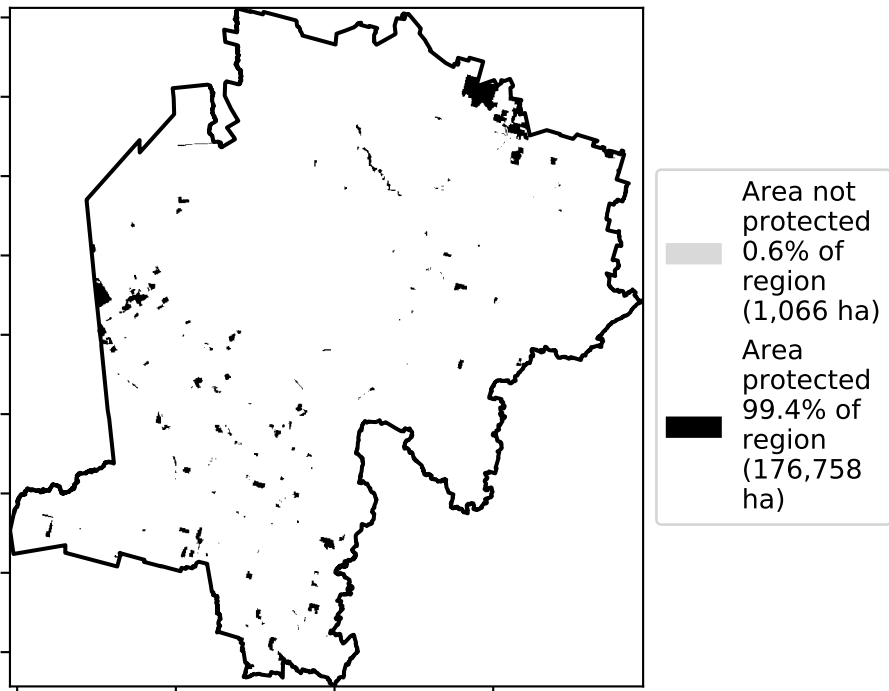 Area not
protected
0.6% of
region
(1,066 ha)
Area
protected
99.4% of
region
(176,758
ha)